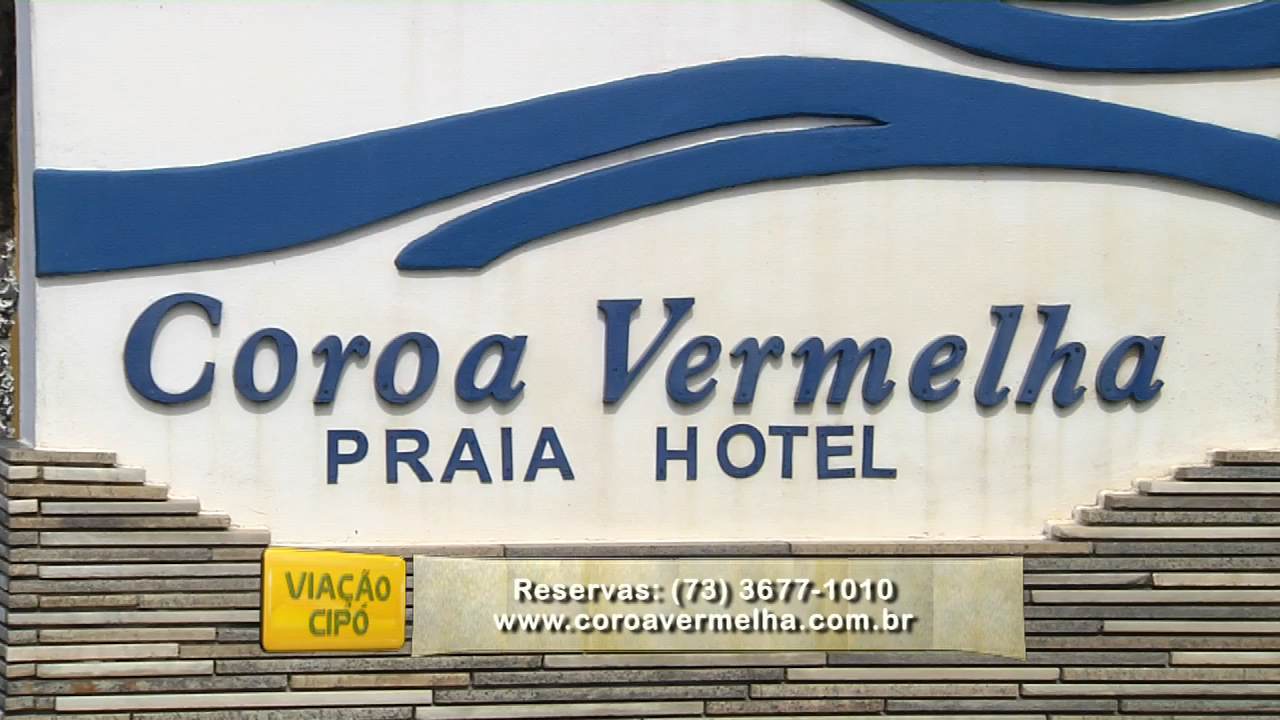 Coroa Vermelha
PRAIA HOTEL
VIAÇÃO
CIPÓ
Reservas: (73) 3677-1010
www.coroavermelha.com.br